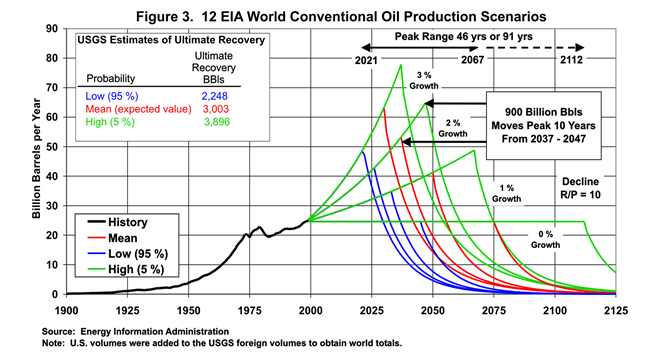 Figure 3. 12 EIA World Conventional Oil Production Scenarios
USGS Estimates of Ultimate Recovery
Ultimate
Recovery
Probability BBls
Low (95 %) 2,248
Mean (expected value) 3,003
High (5 %) 3,896
Peak Range 46 yrs or 91 yrs
2021 2067 2112
3 %
Growth
2 %
Growth
900 Billion Bbls
Moves Peak 10 Years
From 2037 - 2047
1 %
Growth
Decline
R/P = 10
0 %
Growth
History
Mean
Low (95 %)
High (5 %)
Billion Barrels per Year
90
80
70
60
50
40
30
20
10
0
1900 1925 1950 1975 2000 2025 2050 2075 2100 2125
Source: Energy Information Administration
Note: U.S. volumes were added to the USGS foreign volumes to obtain world totals.